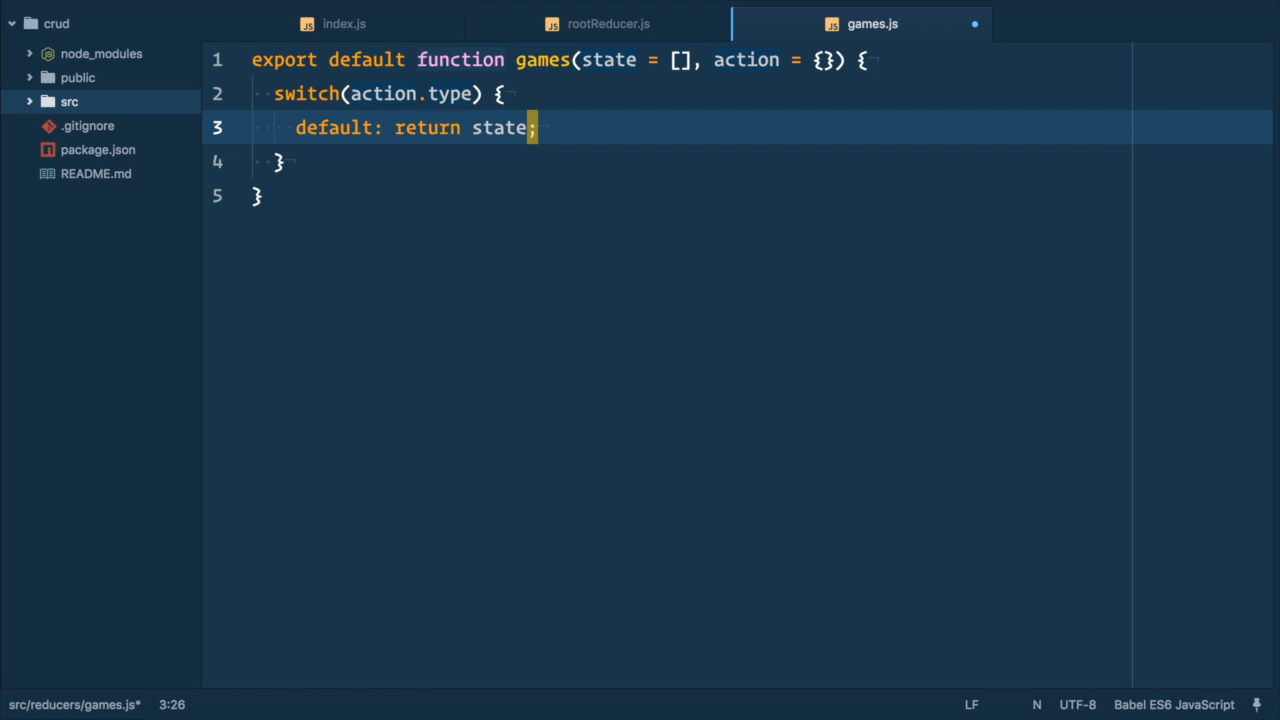 crud
index.js
rootReducer.js
games.js
node_modules
public
src
.gitignore
package.json
README.md
1 export default function games(state = [], action = {}) {
2 switch(action.type) {
3 default: return state;
4 }
5 }
src/reducers/games.js* 3:26 LF N UTF-8 Babel ES6 JavaScript